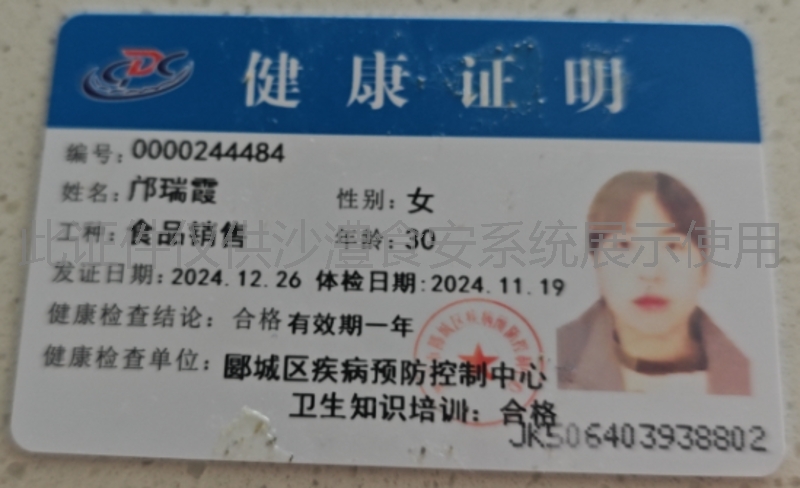 健康证明
编号：0000244484
姓名：邝瑞霞 性别：女
工种：食品销售 年龄：30
此证件仅供沙澧食安系统展示使用
发证日期：2024.12.26 体检日期：2024.11.19
健康检查结论：合格有效期一年
健康检查单位：郾城区疾病预防控制中心
卫生知识培训：合格
JK506403938802